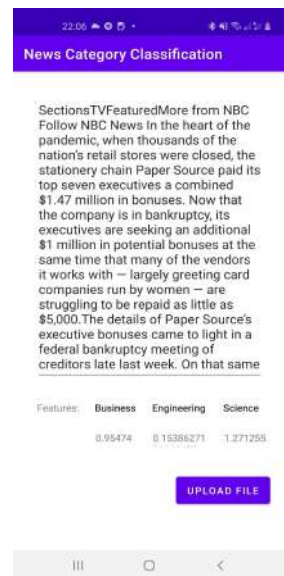 22:06
News Category Classification
SectionsTVFeaturedMore from NBC
Follow NBC News In the heart of the
pandemic, when thousands of the
nation's retail stores were closed, the
stationery chain Paper Source paid its
top seven executives a combined
$1.47 million in bonuses. Now that
the company is in bankruptcy, its
executives are seeking an additional
$1 million in potential bonuses at the
same time that many of the vendors
it works with — largely greeting card
companies run by women — are
struggling to be repaid as little as
$5,000.The details of Paper Source's
executive bonuses came to light in a
federal bankruptcy meeting of
creditors late last week. On that same
Features: Business Engineering Science
0.95474 0.15386271 1.271255
UPLOAD FILE